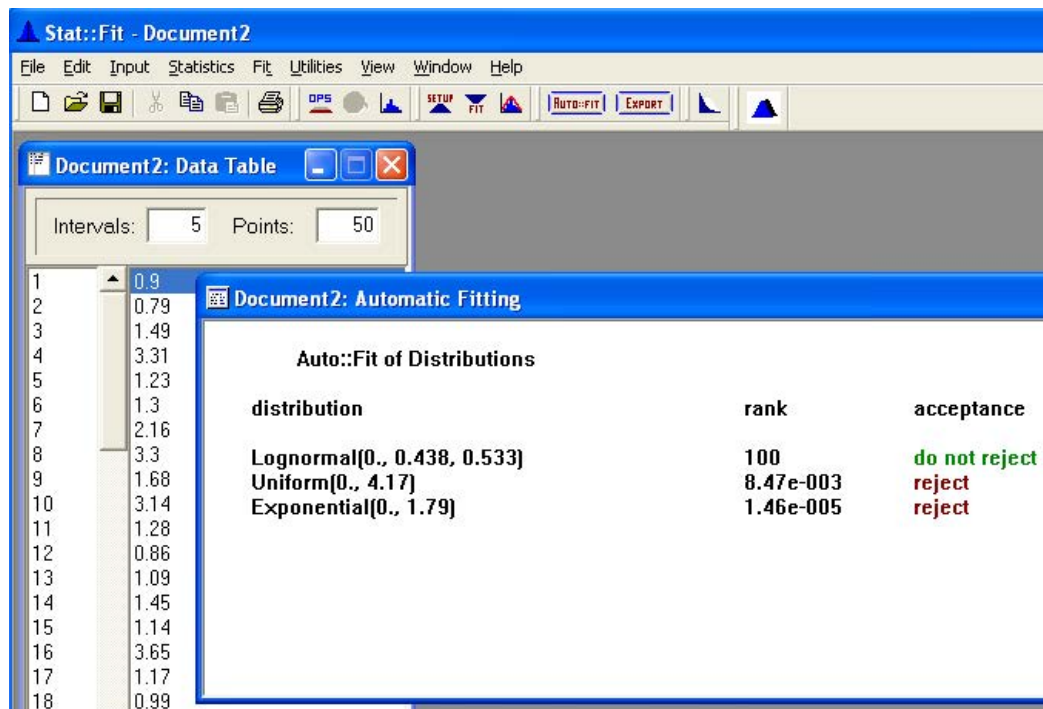 Stat::Fit - Document2
File Edit Input Statistics Fit Utilities View Window Help
OPS SETUP FIT AUTO::FIT EXPORT
Document2: Data Table
Intervals: 5 Points: 50
1 0.9
2 0.79
3 1.49
4 3.31
5 1.23
6 1.3
7 2.16
8 3.3
9 1.68
10 3.14
11 1.28
12 0.86
13 1.09
14 1.45
15 1.14
16 3.65
17 1.17
18 0.99
Document2: Automatic Fitting
Auto::Fit of Distributions
distribution rank acceptance
Lognormal(0., 0.438, 0.533) 100 do not reject
Uniform(0., 4.17) 8.47e-003 reject
Exponential(0., 1.79) 1.46e-005 reject